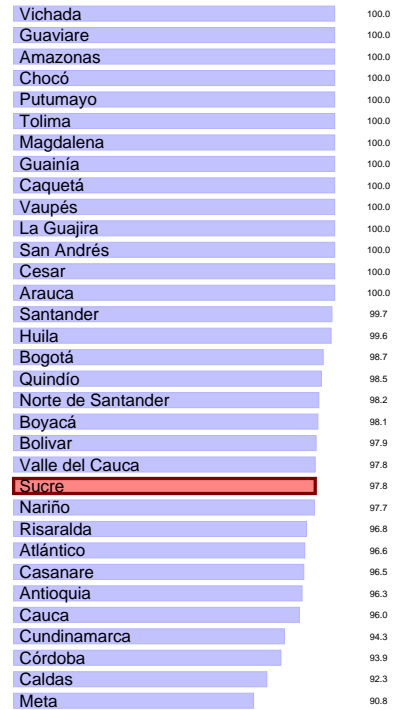 Vichada 100.0
Guaviare 100.0
Amazonas 100.0
Chocó 100.0
Putumayo 100.0
Tolima 100.0
Magdalena 100.0
Guainía 100.0
Caquetá 100.0
Vaupés 100.0
La Guajira 100.0
San Andrés 100.0
Cesar 100.0
Arauca 100.0
Santander 99.7
Huila 99.6
Bogotá 98.7
Quindío 98.5
Norte de Santander 98.2
Boyacá 98.1
Bolivar 97.9
Valle del Cauca 97.8
Sucre 97.8
Nariño 97.7
Risaralda 96.8
Atlántico 96.6
Casanare 96.5
Antioquia 96.3
Cauca 96.0
Cundinamarca 94.3
Córdoba 93.9
Caldas 92.3
Meta 90.8